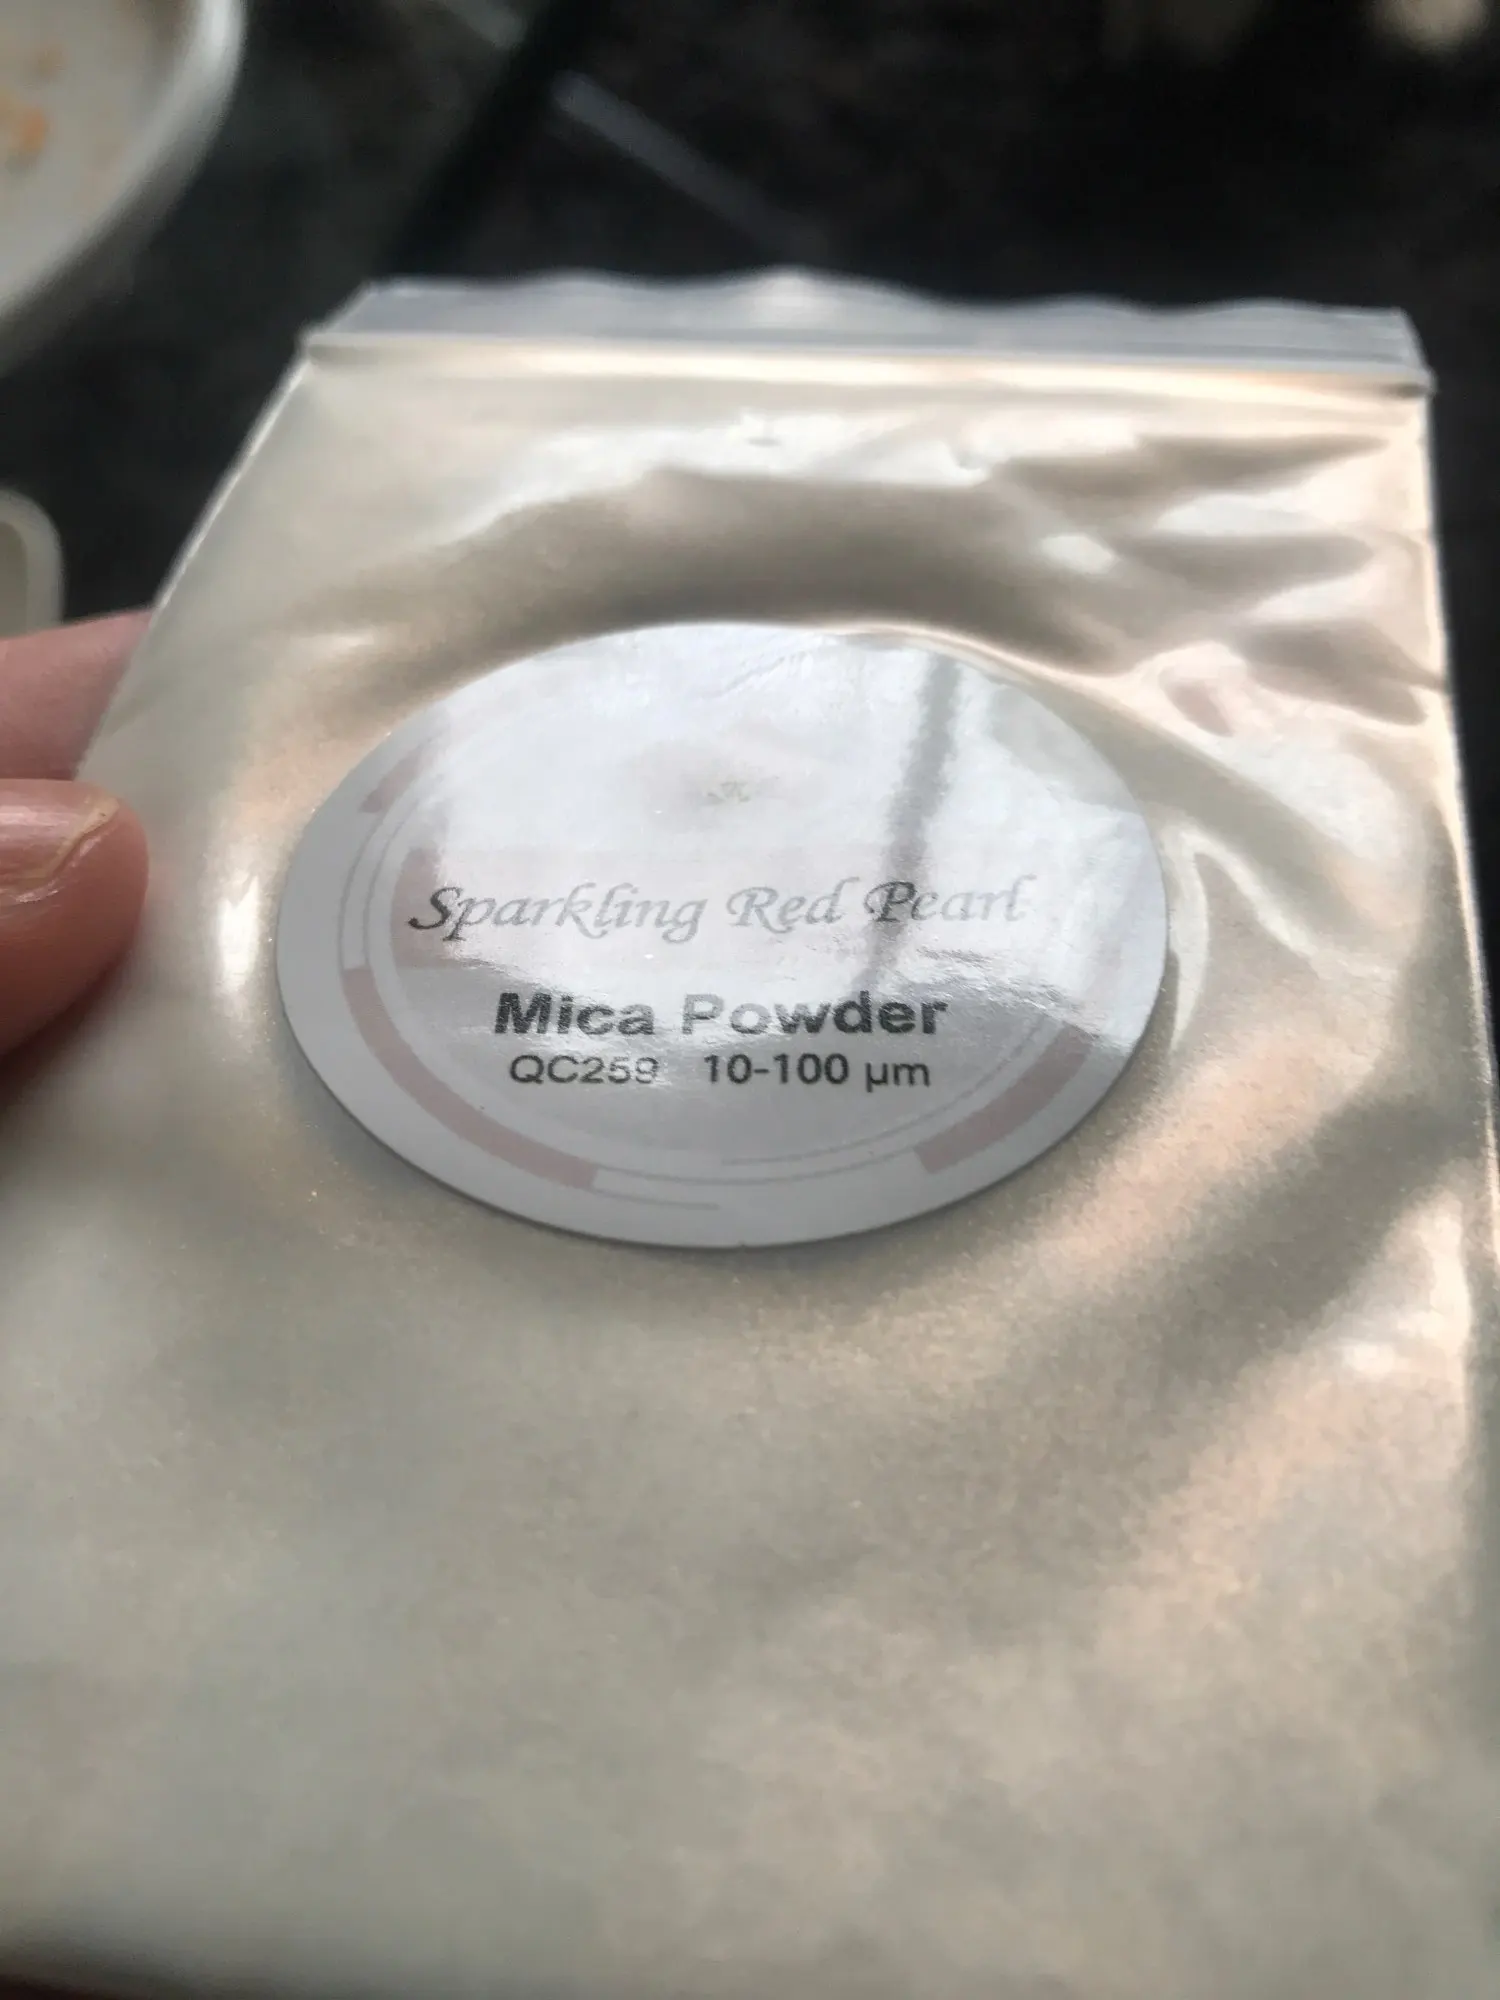 Sparkling Red Pearl
Mica Powder
QC259 10-100 µm